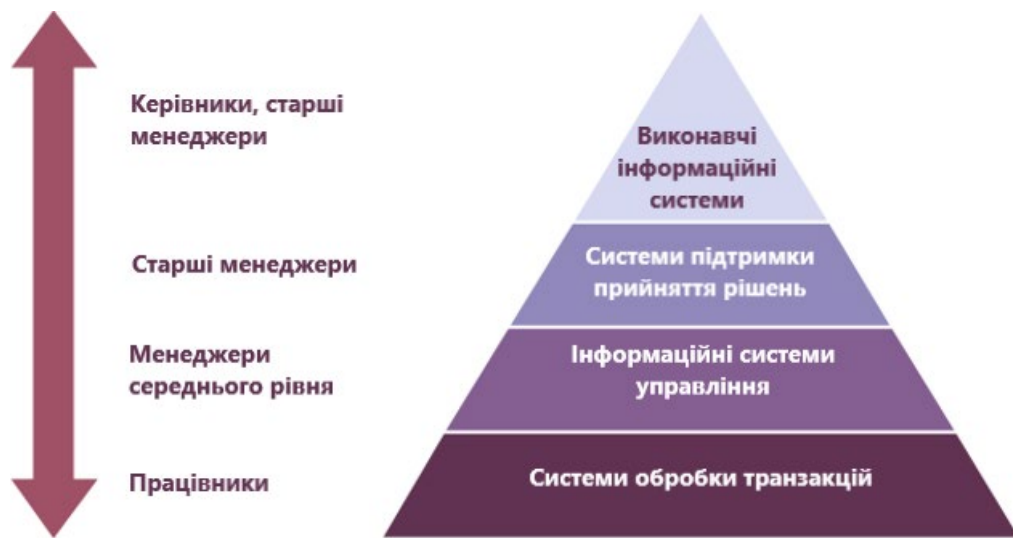 Керівники, старші
менеджери
Виконавчі
інформаційні
системи
Старші менеджери
Системи підтримки
прийняття рішень
Менеджери
середнього рівня
Інформаційні системи
управління
Працівники
Системи обробки транзакцій